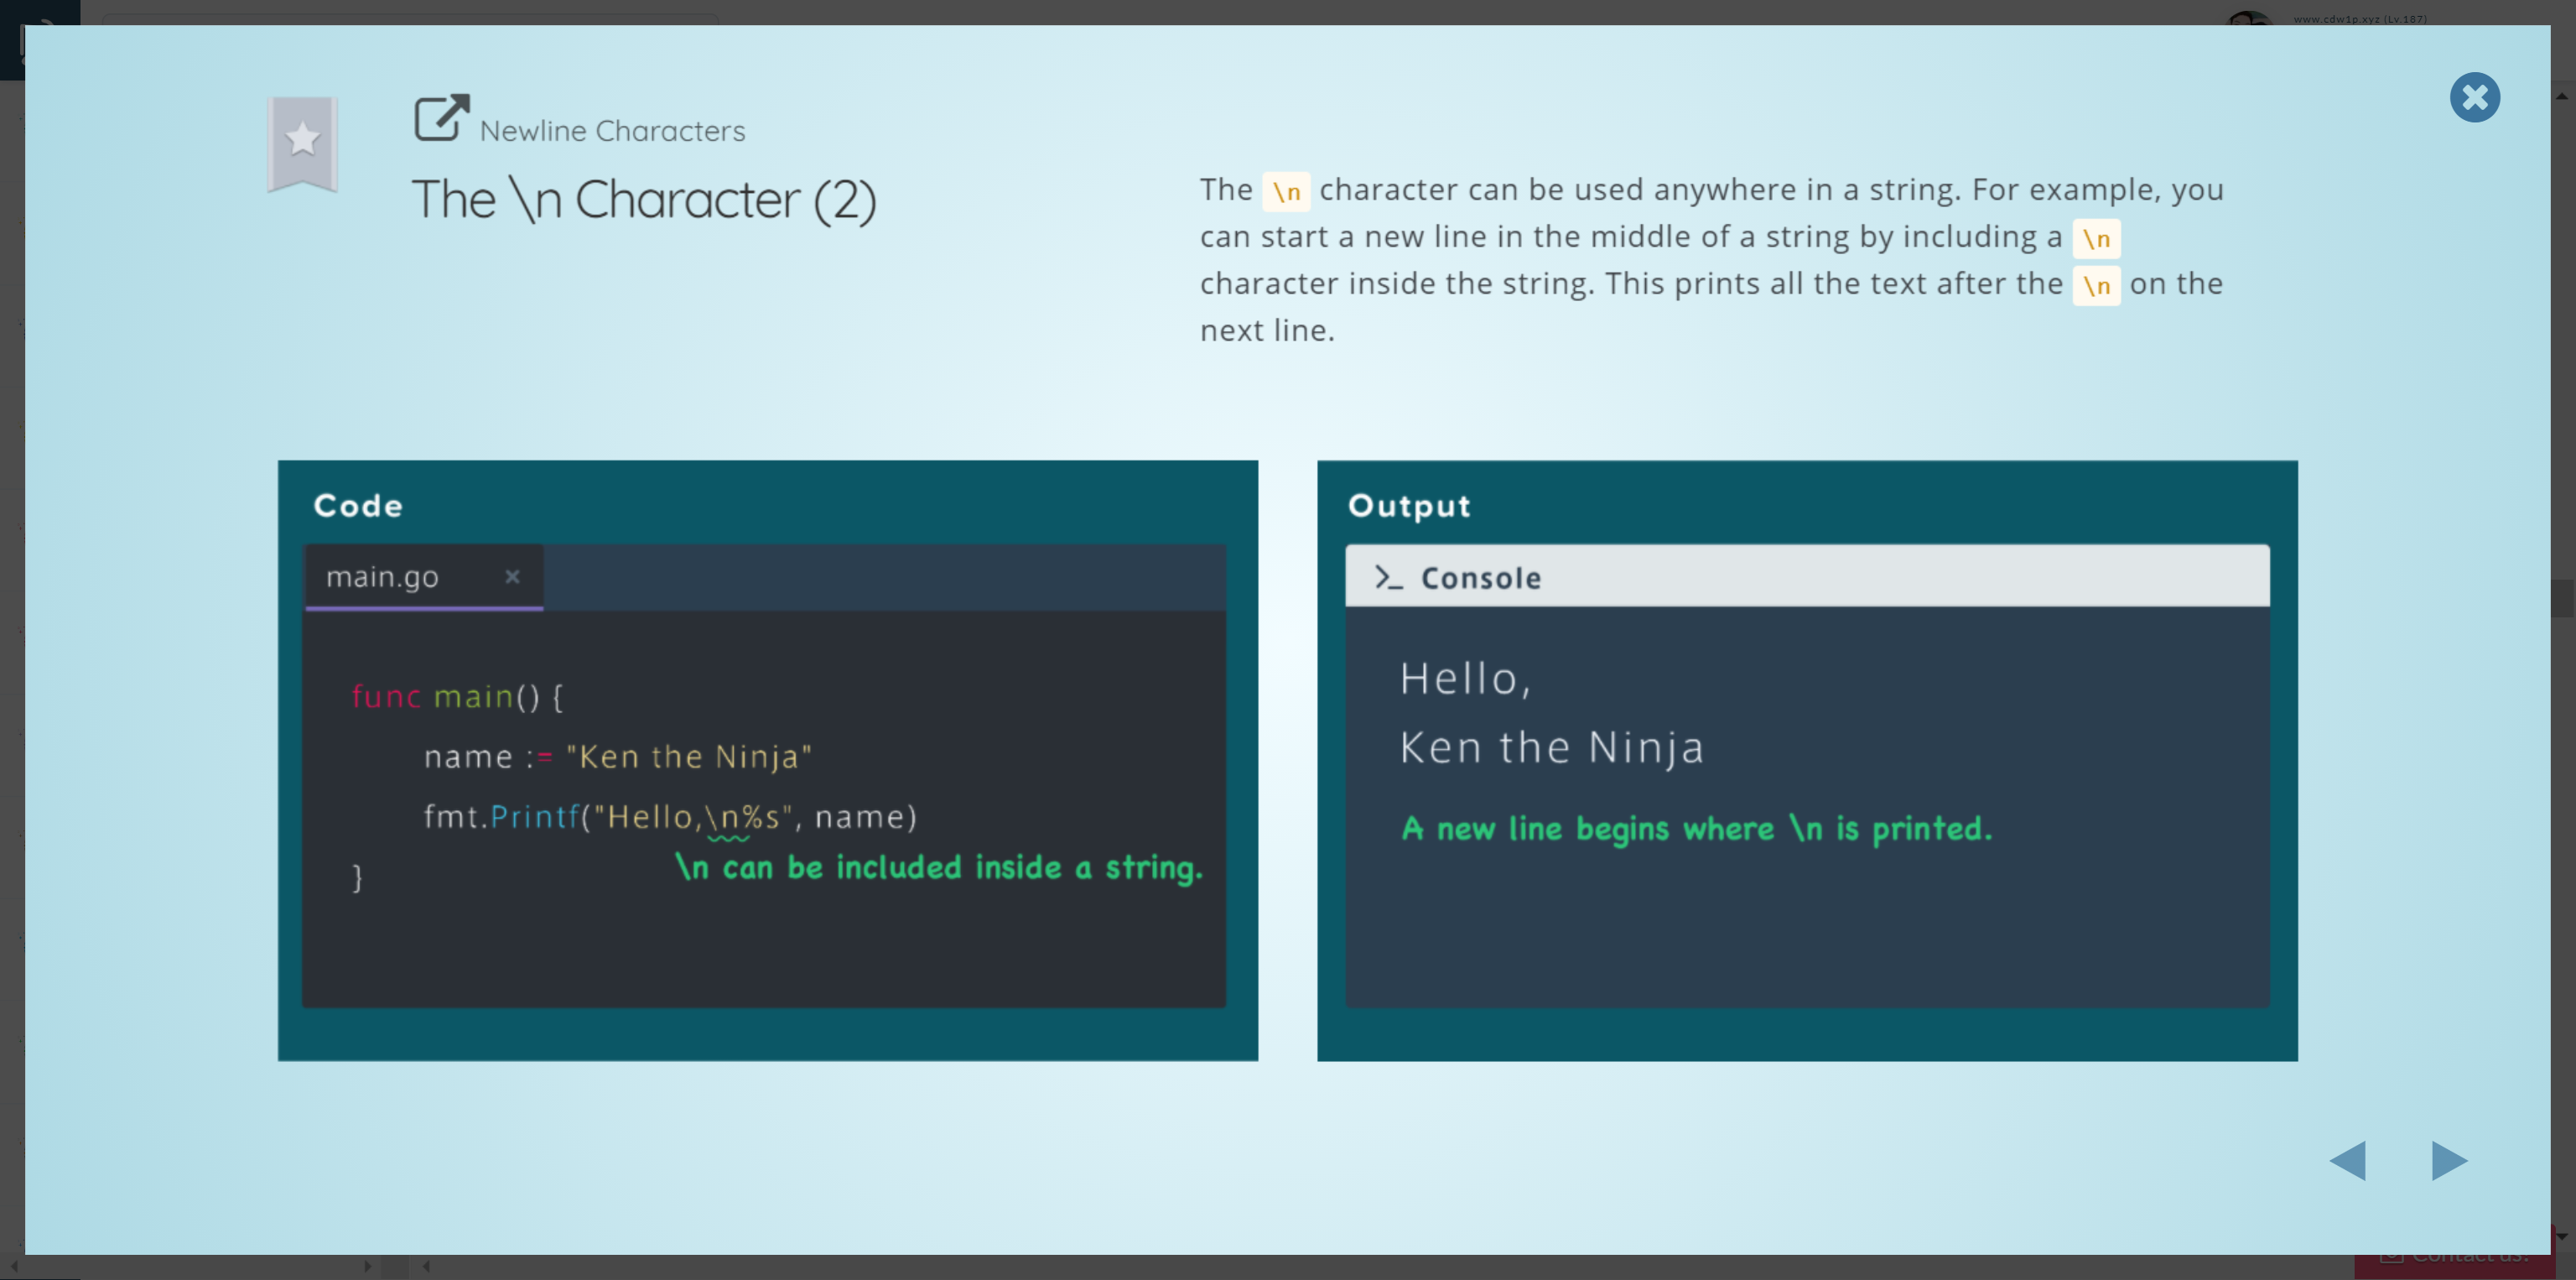 www.cdw1p.xyz (Lv.187)
Newline Characters
The \n Character (2)
The \n character can be used anywhere in a string. For example, you
can start a new line in the middle of a string by including a \n
character inside the string. This prints all the text after the \n on the
next line.
Code
main.go
func main() {
name := "Ken the Ninja"
fmt.Printf("Hello,\n%s", name)
\n can be included inside a string.
}
Output
>_ Console
Hello,
Ken the Ninja
A new line begins where \n is printed.
Contact us!